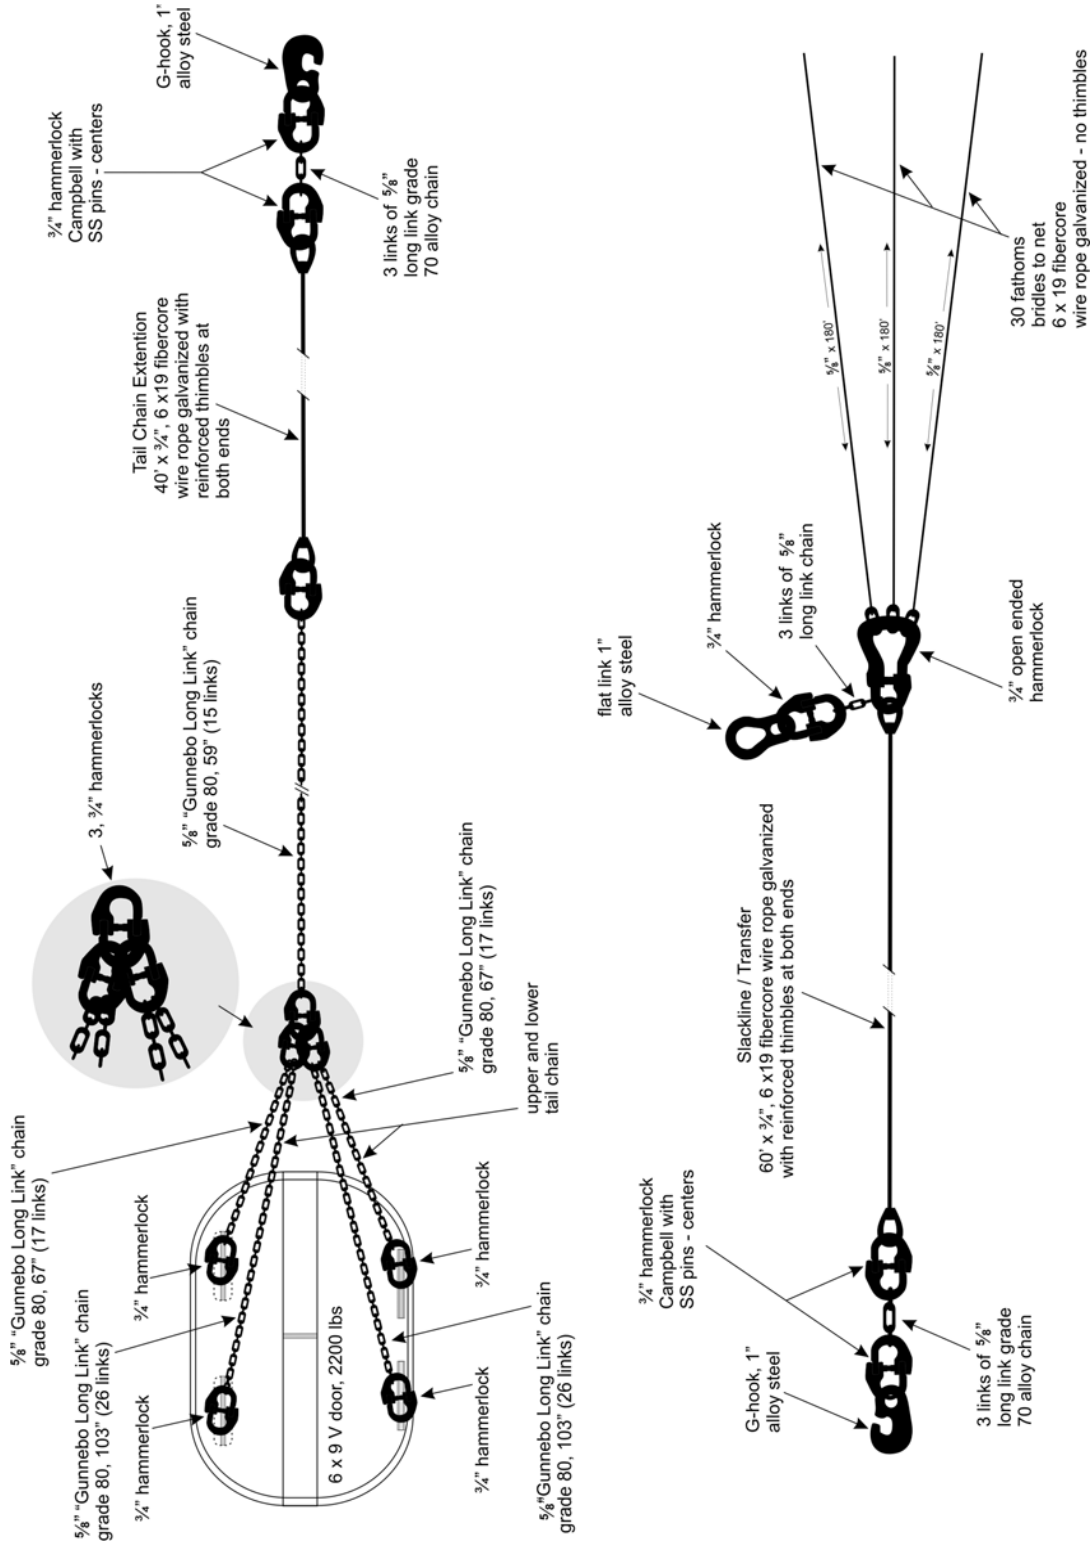 5/8" "Gunnebo Long Link" chain
grade 80, 67" (17 links)
5/8" "Gunnebo Long Link" chain
grade 80, 103" (26 links)
3/4" hammerlock
3/4" hammerlock
6 x 9 V door, 2200 lbs
3/4" hammerlock
3/4" hammerlock
5/8"Gunnebo Long Link" chain
grade 80, 103" (26 links)
3, 3/4" hammerlocks
5/8" "Gunnebo Long Link" chain
grade 80, 59" (15 links)
5/8" "Gunnebo Long Link" chain
grade 80, 67" (17 links)
upper and lower
tail chain
Tail Chain Extention
40' x 3/4", 6 x19 fibercore
wire rope galvanized with
reinforced thimbles at
both ends
3/4" hammerlock
Campbell with
SS pins - centers
G-hook, 1"
alloy steel
3 links of 5/8"
long link grade
70 alloy chain
G-hook, 1"
alloy steel
3/4" hammerlock
Campbell with
SS pins - centers
3 links of 5/8"
long link grade
70 alloy chain
Slackline / Transfer
60' x 3/4", 6 x19 fibercore wire rope galvanized
with reinforced thimbles at both ends
flat link 1"
alloy steel
3/4" hammerlock
3 links of 5/8"
long link chain
3/4" open ended
hammerlock
5/8" x 180'
5/8" x 180'
5/8" x 180'
30 fathoms
bridles to net
6 x 19 fibercore
wire rope galvanized - no thimbles